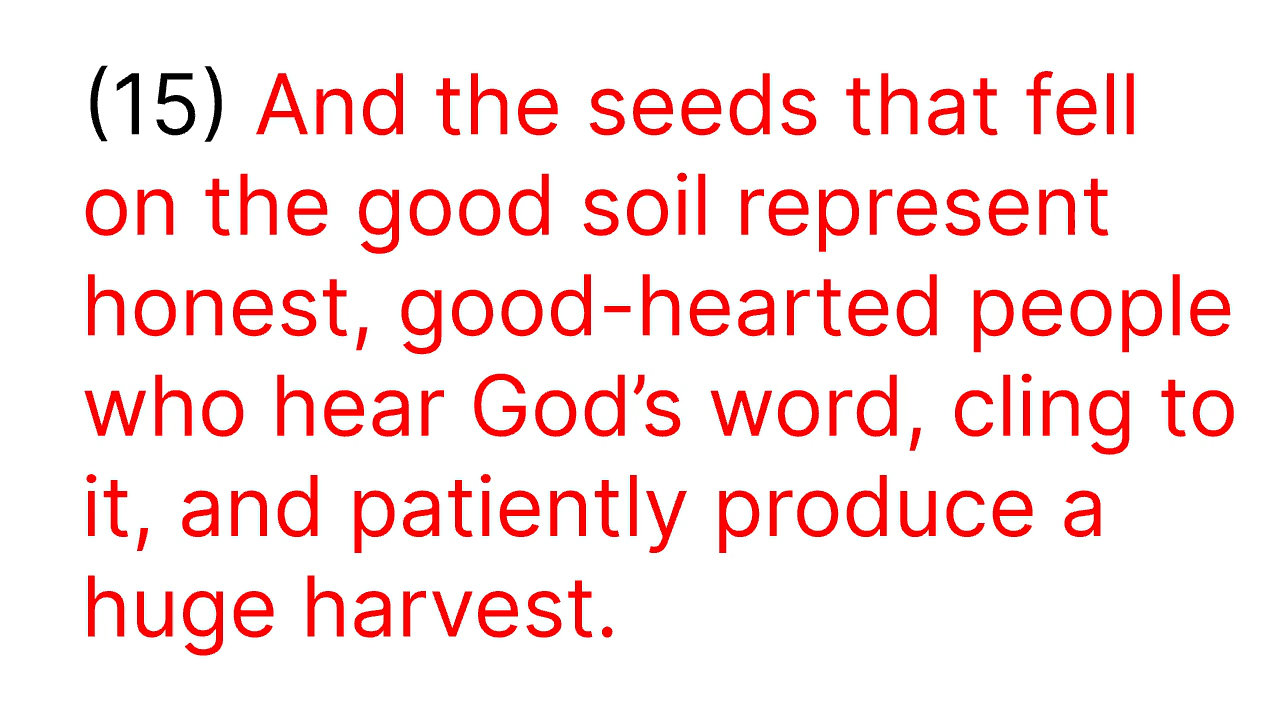 (15) And the seeds that fell
on the good soil represent
honest, good-hearted people
who hear God’s word, cling to
it, and patiently produce a
huge harvest.